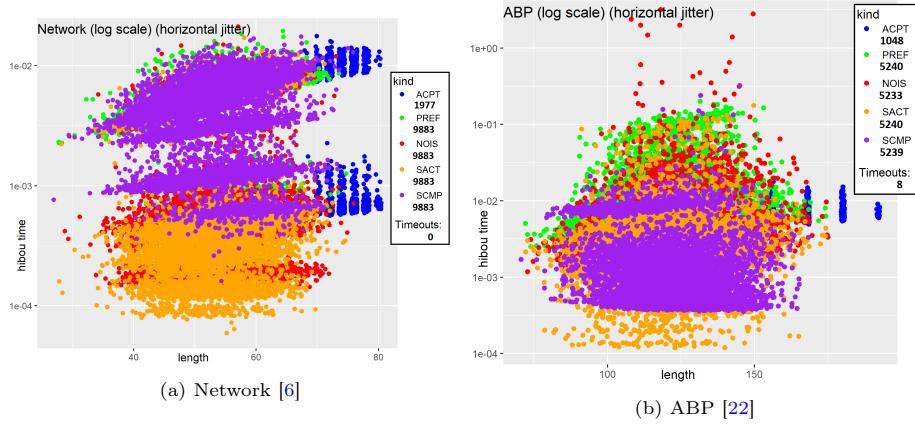 Network (log scale) (horizontal jitter)
1e-02
1e-03
1e-04
hibou time
40
60
80
length
kind
ACPT
1977
PREF
9883
NOIS
9883
SACT
9883
SCMP
9883
Timeouts:
0
(a) Network [6]
ABP (log scale) (horizontal jitter)
1e+00
1e-01
1e-02
1e-03
1e-04
hibou time
100
150
length
kind
ACPT
1048
PREF
5240
NOIS
5233
SACT
5240
SCMP
5239
Timeouts:
8
(b) ABP [22]